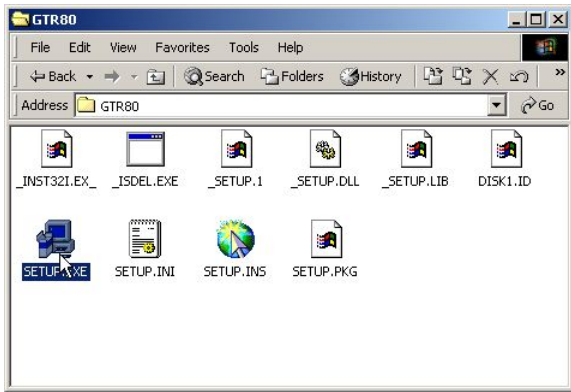 GTR80
File Edit View Favorites Tools Help
Back Search Folders History »
Address GTR80 Go
_INST32I.EX_ _ISDEL.EXE _SETUP.1 _SETUP.DLL _SETUP.LIB DISK1.ID
SETUP.EXE SETUP.INI SETUP.INS SETUP.PKG